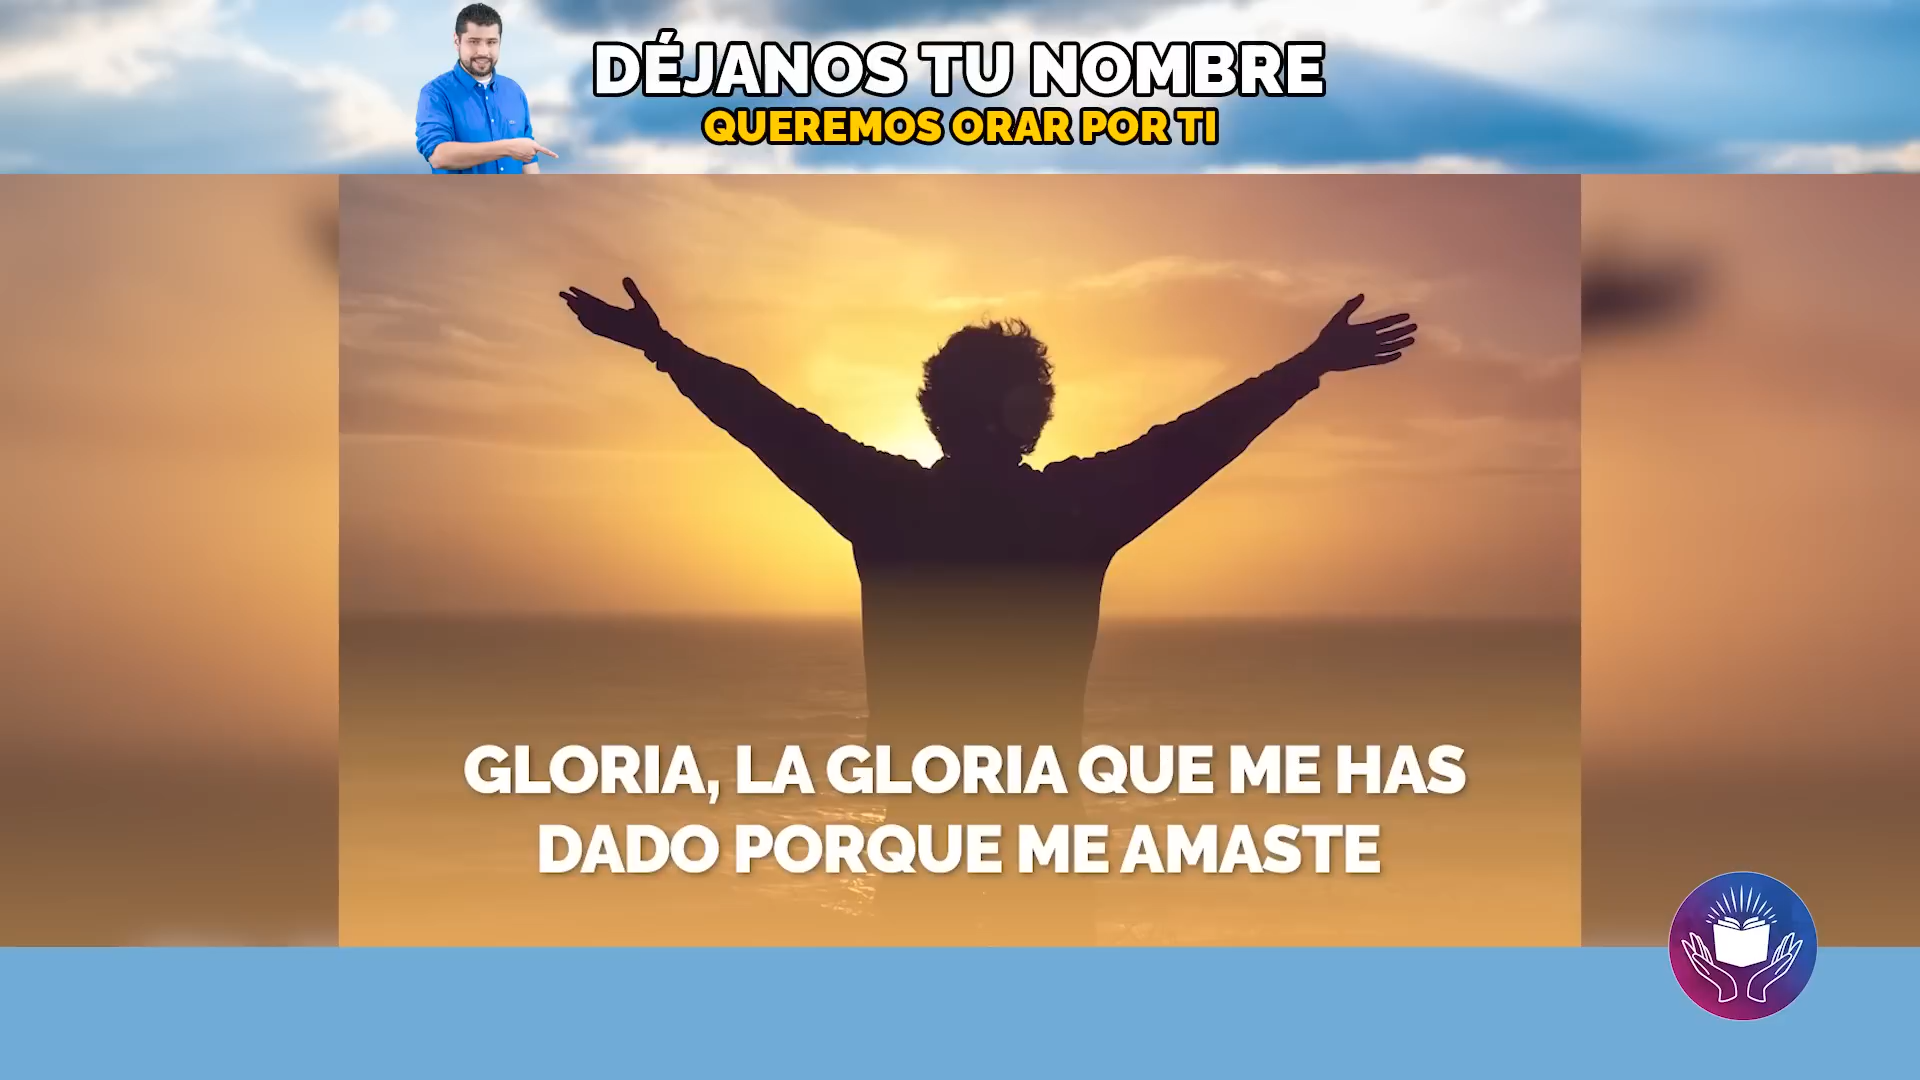 DÉJANOS TU NOMBRE
QUEREMOS ORAR POR TI
GLORIA, LA GLORIA QUE ME HAS
DADO PORQUE ME AMASTE